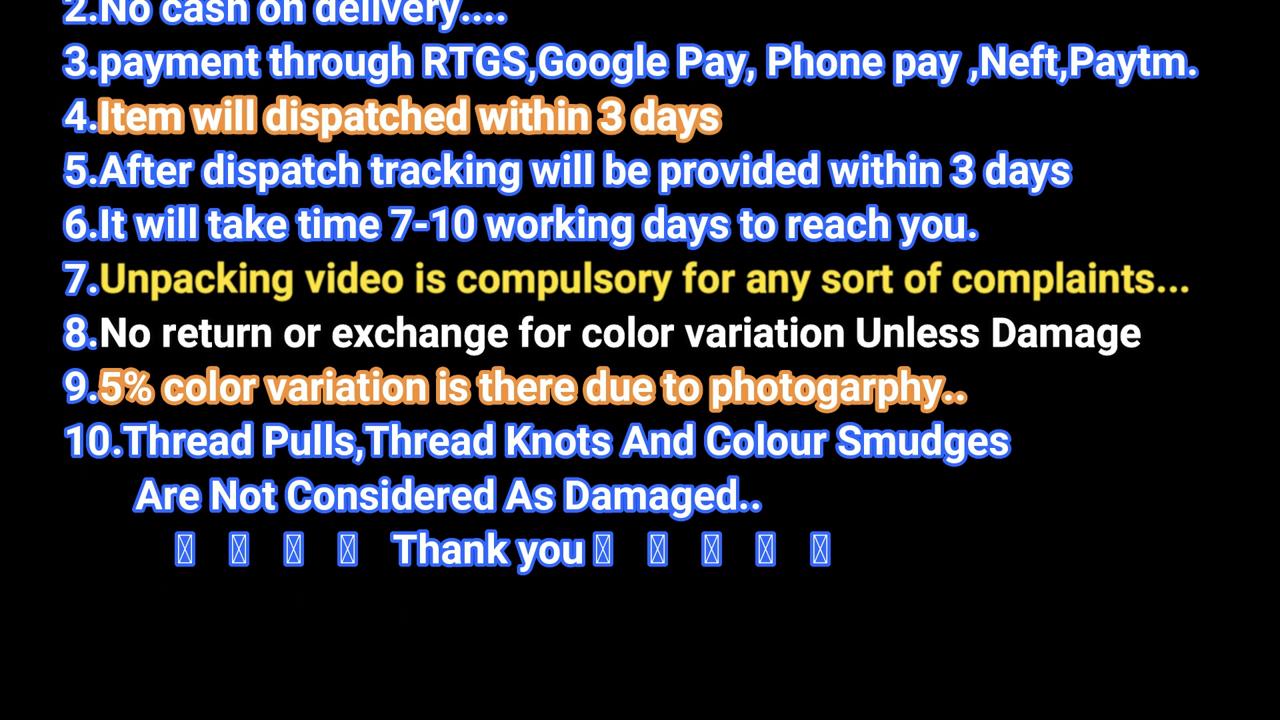 2.No cash on delivery....
3.payment through RTGS,Google Pay, Phone pay ,Neft,Paytm.
4.Item will dispatched within 3 days
5.After dispatch tracking will be provided within 3 days
6.It will take time 7-10 working days to reach you.
7.Unpacking video is compulsory for any sort of complaints...
8.No return or exchange for color variation Unless Damage
9.5% color variation is there due to photogarphy..
10.Thread Pulls,Thread Knots And Colour Smudges
Are Not Considered As Damaged..
Thank you